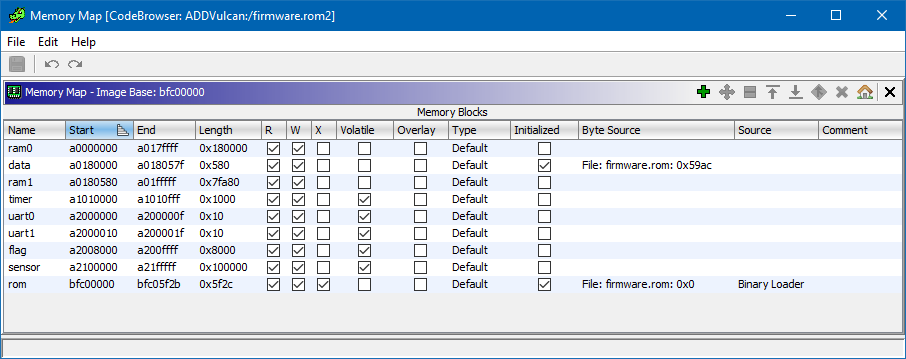 Memory Map [CodeBrowser: ADDVulcan:/firmware.rom2]
File Edit Help
Memory Map - Image Base: bfc00000
Memory Blocks
Name Start End Length R W X Volatile Overlay Type Initialized Byte Source Source Comment
ram0 a0000000 a017ffff 0x180000 Default
data a0180000 a018057f 0x580 Default File: firmware.rom: 0x59ac
ram1 a0180580 a01fffff 0x7fa80 Default
timer a1010000 a1010fff 0x1000 Default
uart0 a2000000 a200000f 0x10 Default
uart1 a2000010 a200001f 0x10 Default
flag a2008000 a200ffff 0x8000 Default
sensor a2100000 a21fffff 0x100000 Default
rom bfc00000 bfc05f2b 0x5f2c Default File: firmware.rom: 0x0 Binary Loader